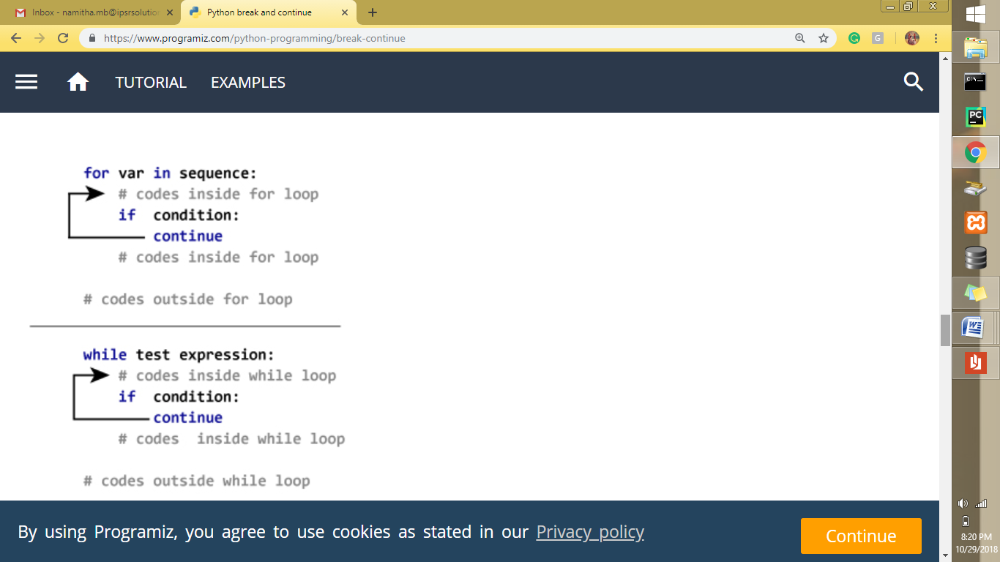 Inbox - namitha.mb@ipsrsolution
Python break and continue
https://www.programiz.com/python-programming/break-continue
G
G
TUTORIAL
EXAMPLES
C:\_
PC
for var in sequence:
# codes inside for loop
if condition:
continue
# codes inside for loop
# codes outside for loop
while test expression:
# codes inside while loop
if condition:
continue
# codes inside while loop
# codes outside while loop
By using Programiz, you agree to use cookies as stated in our Privacy policy
Continue
W
8:20 PM
10/29/2018